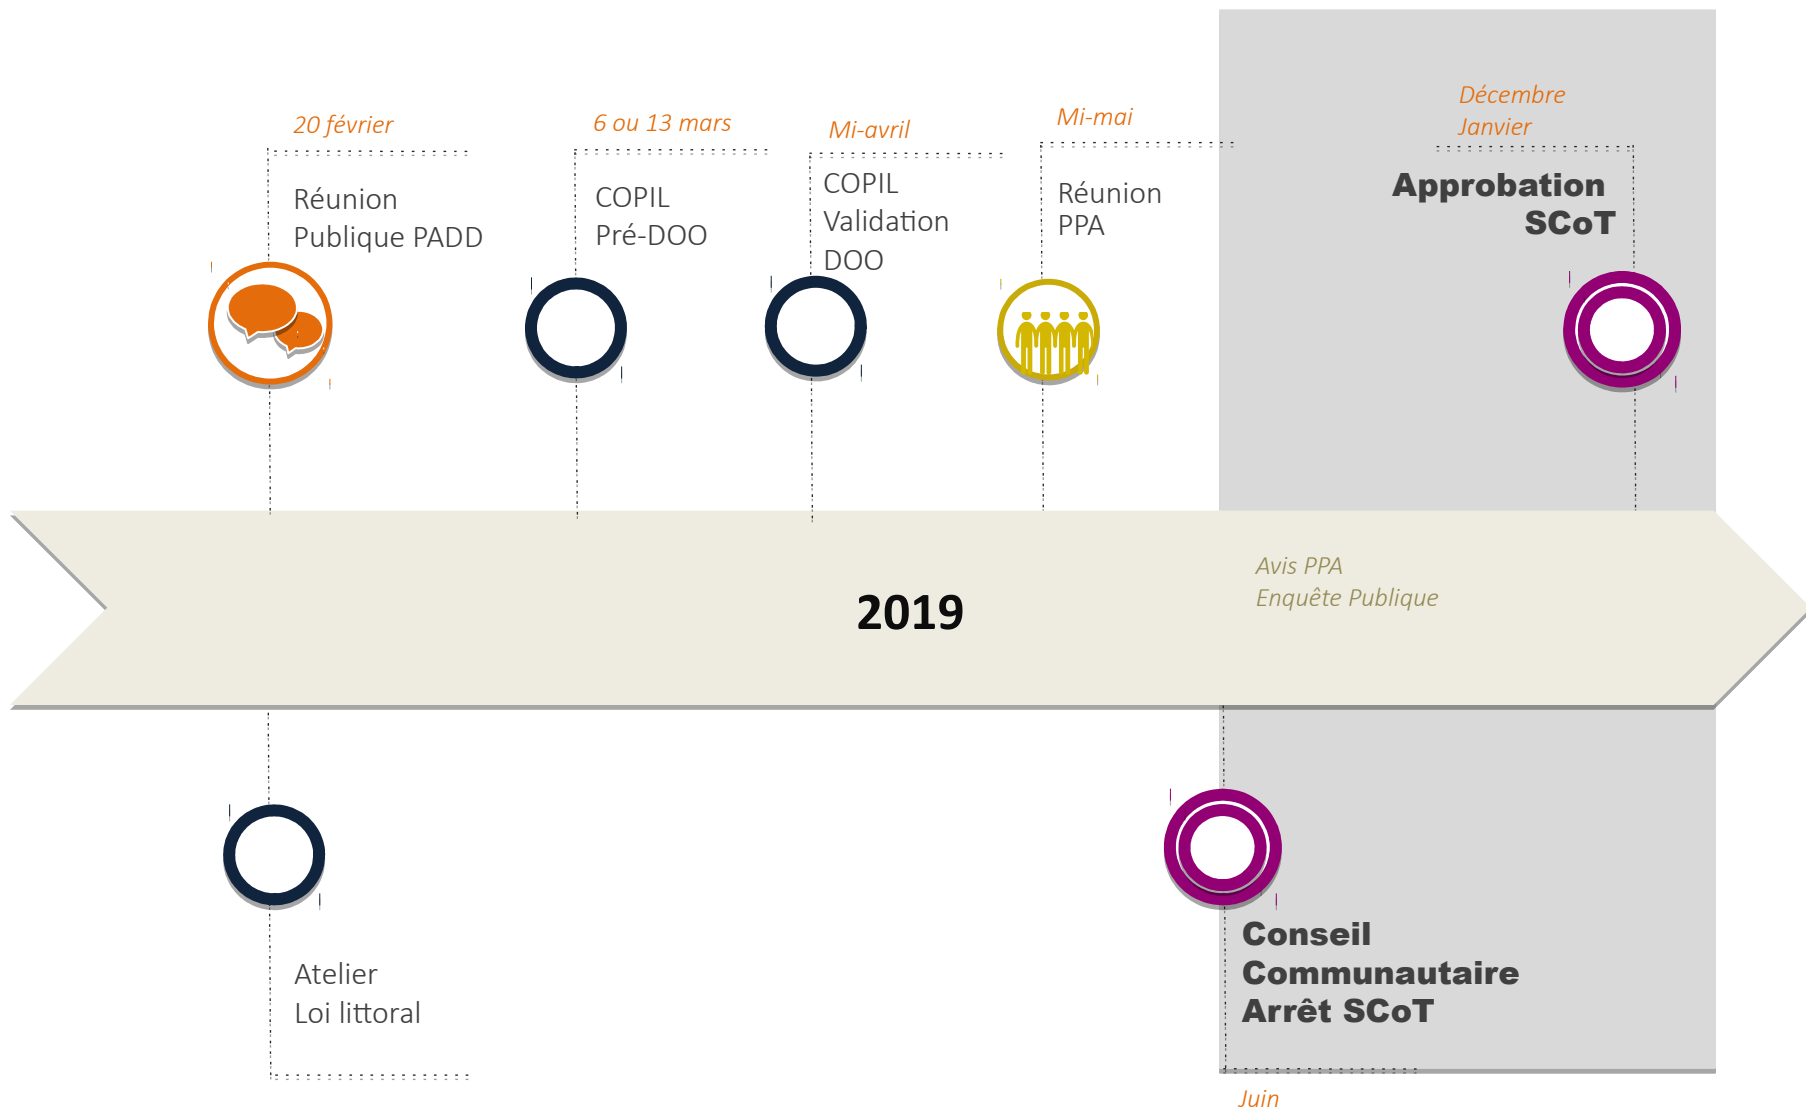 20 février
Réunion
Publique PADD
6 ou 13 mars
COPIL
Pré-DOO
Mi-avril
COPIL
Validation
DOO
Mi-mai
Réunion
PPA
Décembre
Janvier
Approbation
SCoT
2019
Avis PPA
Enquête Publique
Atelier
Loi littoral
Conseil
Communautaire
Arrêt SCoT
Juin